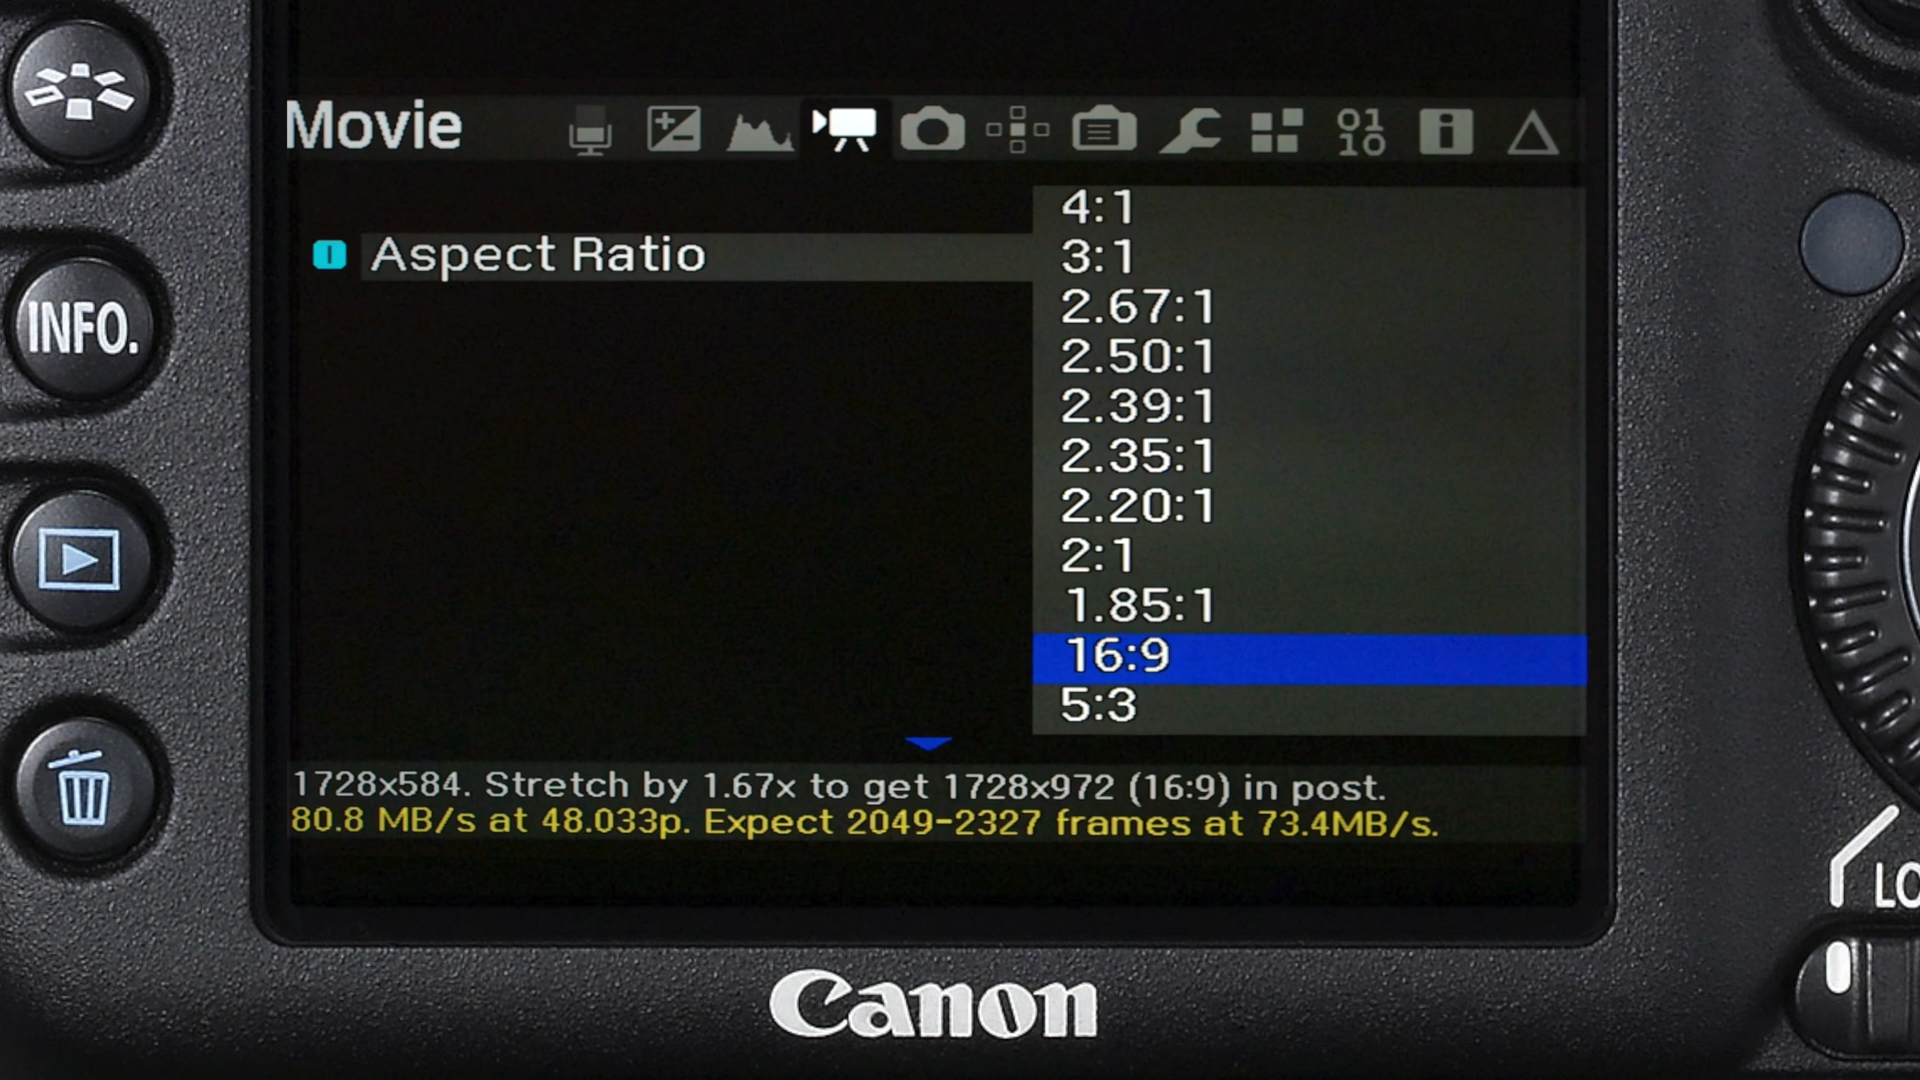 Movie
01
10
i
4:1
Aspect Ratio
3:1
2.67:1
2.50:1
2.39:1
2.35:1
2.20:1
2:1
1.85:1
16:9
5:3
1728x584. Stretch by 1.67x to get 1728x972 (16:9) in post.
80.8 MB/s at 48.033p. Expect 2049-2327 frames at 73.4MB/s.
INFO.
LO
Canon